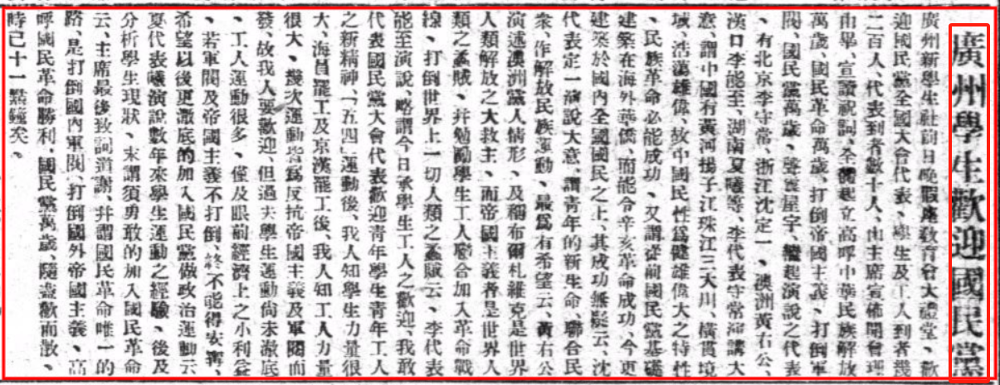 廣州學生歡迎國民黨
廣州新學生社前日晚假座敎育會大禮堂、歡
迎國民黨全國大會代表、學生及工人到者幾
二百人、代表到者數十人、由主席宣佈開會理
由畢、宣讀祝詞、全體起立高呼中華民族解放
萬歲、國民革命萬歲、打倒帝國主義、打倒軍
閥、國民黨萬歲、聲震屋宇、續起演說之代表
、有北京李守常、浙江沈定一、澳洲黃右公、
漢口李能至、湖南夏曦等、李代表守常演講大
意、謂中國有黃河揚子江珠江三大川、橫貫境
域、浩蕩雄偉、故中國民性爲健雄偉大之特性
、民族革命必能成功、又謂從前國民黨基礎
建築在海外華僑、而能令辛亥革命成功、今更
建築於國內全國國民之上、其成功無疑云、沈
代表定一演說大意、謂青年的新生命、聯合民
衆、作解放民族運動、最爲有希望云、黃右公
演述澳洲黨人情形、及稱布爾札維克是世界
人類解放之大救主、而帝國主義者是世界人
類之蟊賊、并勉勵學生工人聯合加入革命戰
線、打倒世界上一切人類之蟊賊云、李代表
能至演說、略謂今日承學生工人之歡迎、我敢
代表國民黨大會代表歡迎青年學生青年工人
之新精神、「五四」運動後、我人知學生力量很
大、海員罷工及京漢罷工後、我人知工人力量
很大、幾次運動皆爲反抗帝國主義及軍閥而
發、故我人要歡迎、但過去學生運動尙未澈底
、工人運動很多、僅及眼前經濟上之小利益
、若軍閥及帝國主義不打倒、終不能得安寧、
希望以後更澈底的加入國民黨做政治運動云
夏代表曦演說數年來學生運動之經驗、後及
分析學生現狀、末謂須勇敢的加入國民革命
云、主席最後致詞道謝、幷謂國民革命唯一的
路、是打倒國內軍閥、打倒國外帝國主義、高
呼國民革命勝利、國民黨萬歲、隨盡歡而散、
時已十一點鐘矣、